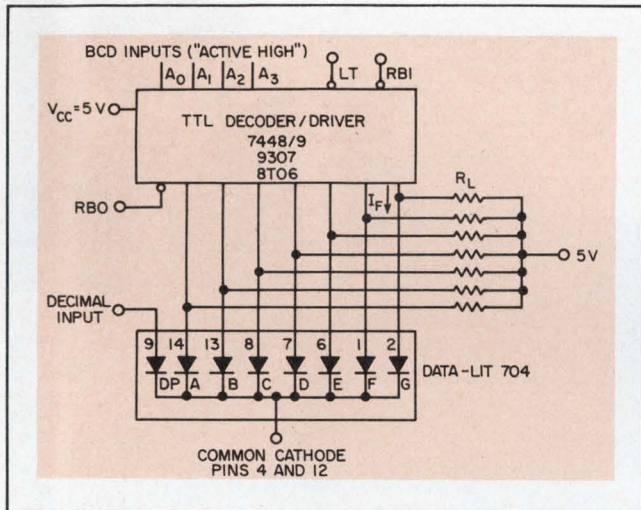 BCD INPUTS ("ACTIVE HIGH")
A0 A1 A2 A3 LT RBI
VCC = 5 V
TTL DECODER/DRIVER
7448/9
9307
8T06
RBO
IF
RL
5 V
DECIMAL
INPUT
9 14 13 8 7 6 1 2
DP A B C D E F G
DATA-LIT 704
COMMON CATHODE
PINS 4 AND 12